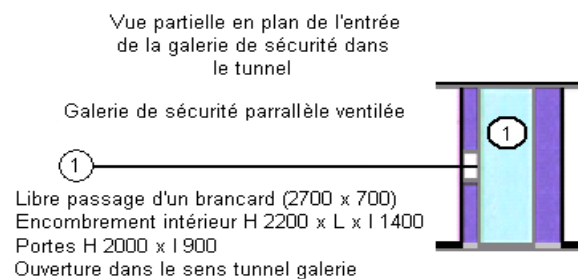 Vue partielle en plan de l'entrée
de la galerie de sécurité dans
le tunnel
Galerie de sécurité parrallèle ventilée
1
1
Libre passage d'un brancard (2700 x 700)
Encombrement intérieur H 2200 x L x l 1400
Portes H 2000 x l 900
Ouverture dans le sens tunnel galerie